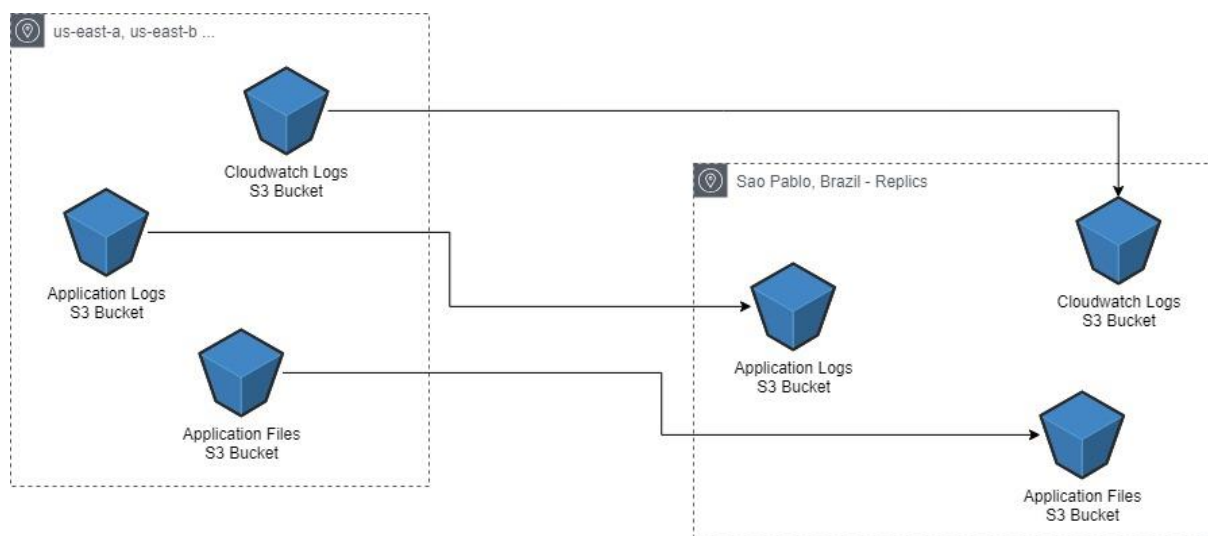 us-east-a, us-east-b ...
Cloudwatch Logs
S3 Bucket
Application Logs
S3 Bucket
Application Files
S3 Bucket
Sao Pablo, Brazil - Replics
Cloudwatch Logs
S3 Bucket
Application Logs
S3 Bucket
Application Files
S3 Bucket